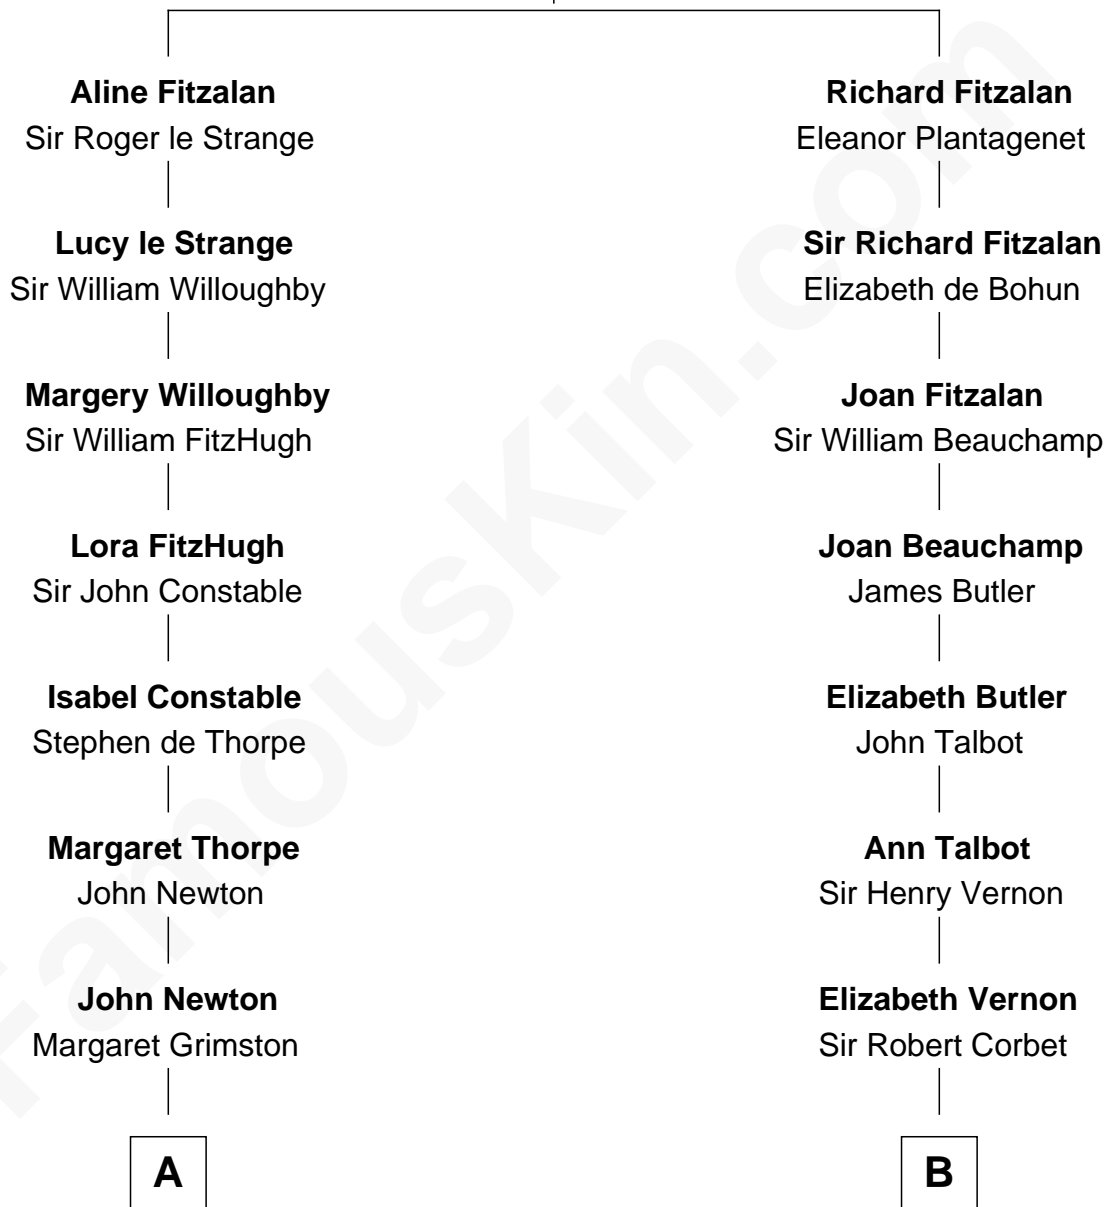 Aline Fitzalan
Sir Roger le Strange
Lucy le Strange
Sir William Willoughby
Margery Willoughby
Sir William FitzHugh
Lora FitzHugh
Sir John Constable
Isabel Constable
Stephen de Thorpe
Margaret Thorpe
John Newton
John Newton
Margaret Grimston
A
Richard Fitzalan
Eleanor Plantagenet
Sir Richard Fitzalan
Elizabeth de Bohun
Joan Fitzalan
Sir William Beauchamp
Joan Beauchamp
James Butler
Elizabeth Butler
John Talbot
Ann Talbot
Sir Henry Vernon
Elizabeth Vernon
Sir Robert Corbet
B
FamousKin.com